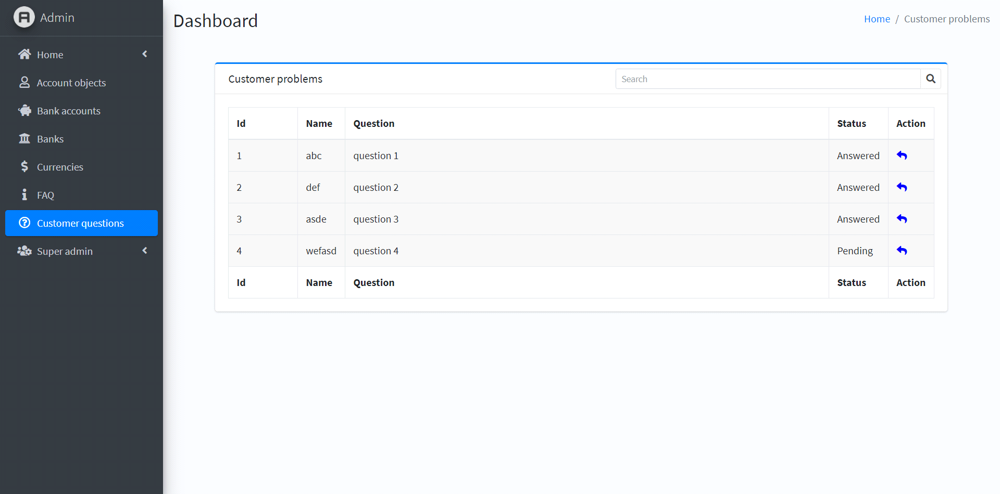 Admin
Home
Account objects
Bank accounts
Banks
Currencies
FAQ
Customer questions
Super admin
Dashboard
Home / Customer problems
Customer problems
Search
Id Name Question Status Action
1 abc question 1 Answered
2 def question 2 Answered
3 asde question 3 Answered
4 wefasd question 4 Pending
Id Name Question Status Action